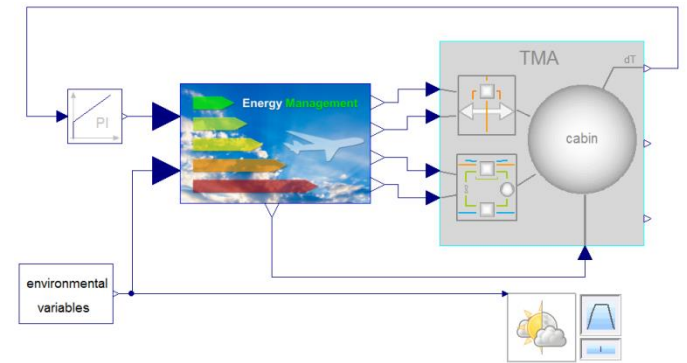 TMA
dT
PI
Energy Management
cabin
environmental
variables